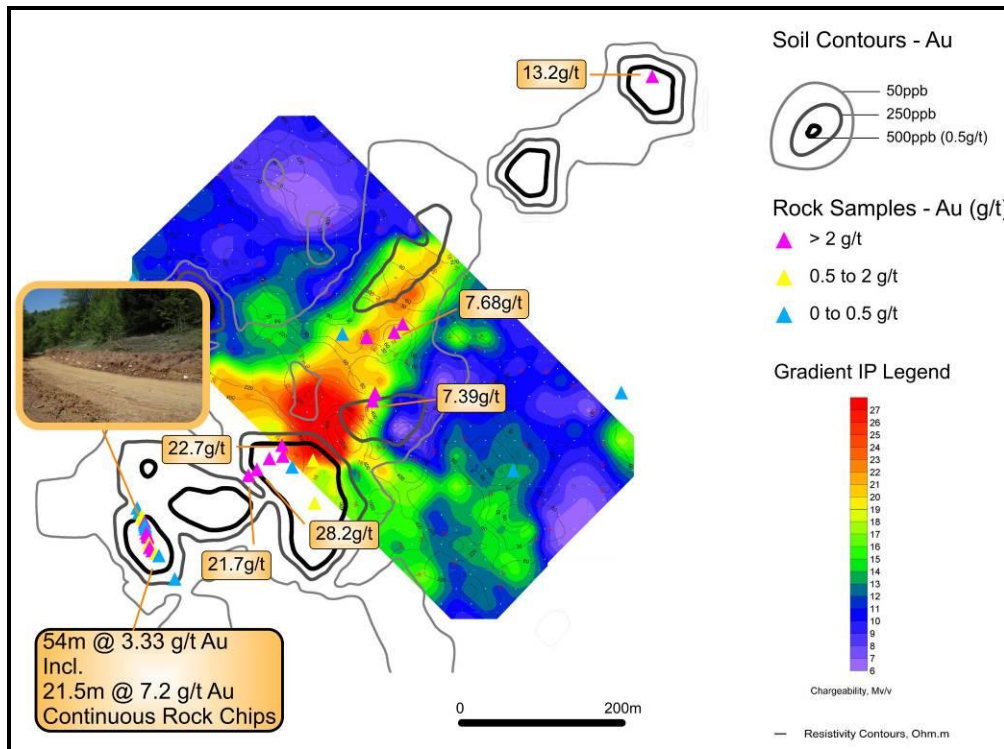 13.2g/t
7.68g/t
7.39g/t
22.7g/t
28.2g/t
21.7g/t
54m @ 3.33 g/t Au
Incl.
21.5m @ 7.2 g/t Au
Continuous Rock Chips
0
200m
Soil Contours - Au
50ppb
250ppb
500ppb (0.5g/t)
Rock Samples - Au (g/t)
> 2 g/t
0.5 to 2 g/t
0 to 0.5 g/t
Gradient IP Legend
27
26
25
24
23
22
21
20
19
18
17
16
15
14
13
12
11
10
9
8
7
6
Chargeability, Mv/v
Resistivity Contours, Ohm.m